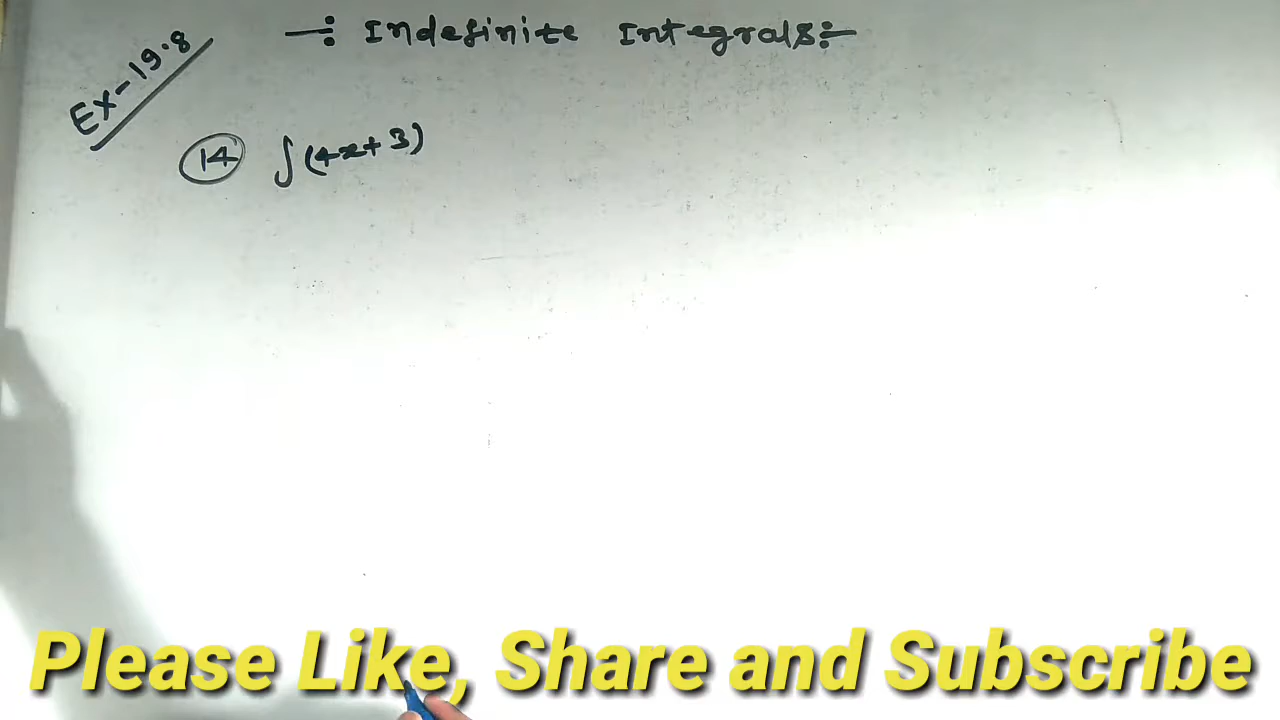 ÷ Indefinite Integrals ÷
Ex-19.8
14 ∫(4x+3)
Please Like, Share and Subscribe